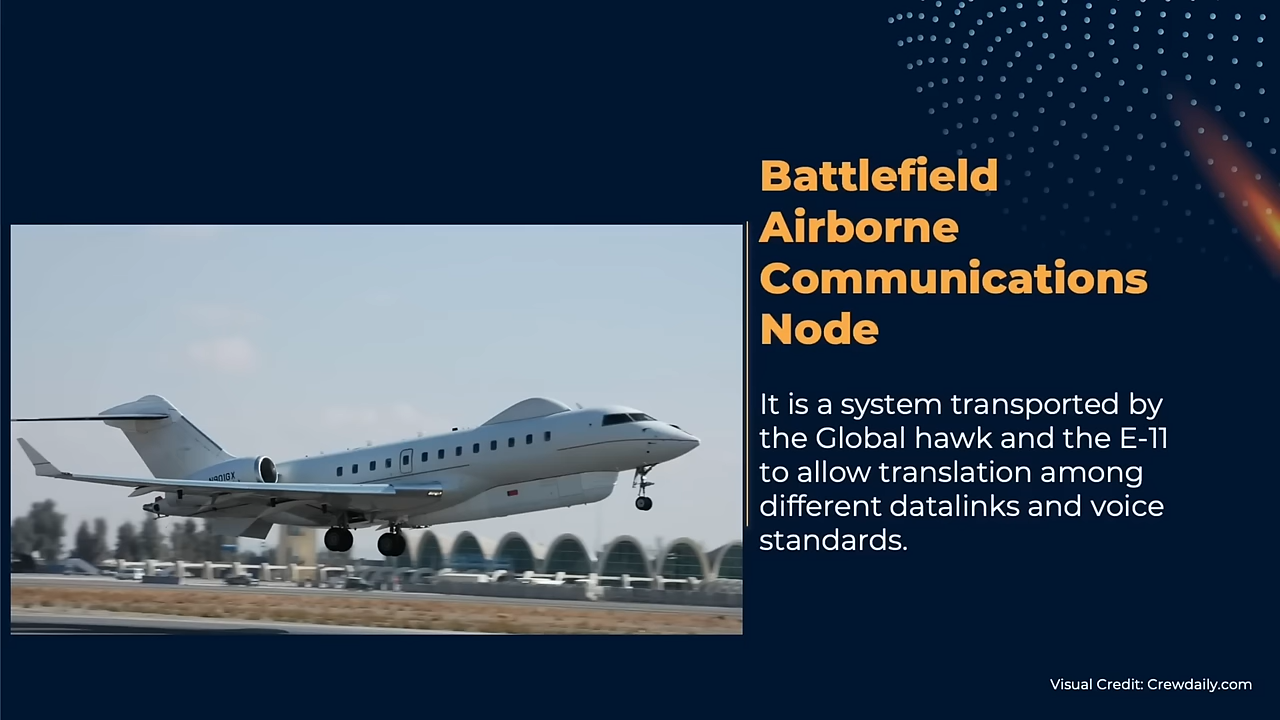 Battlefield
Airborne
Communications
Node
It is a system transported by
the Global hawk and the E-11
to allow translation among
different datalinks and voice
standards.
N901GX
Visual Credit: Crewdaily.com